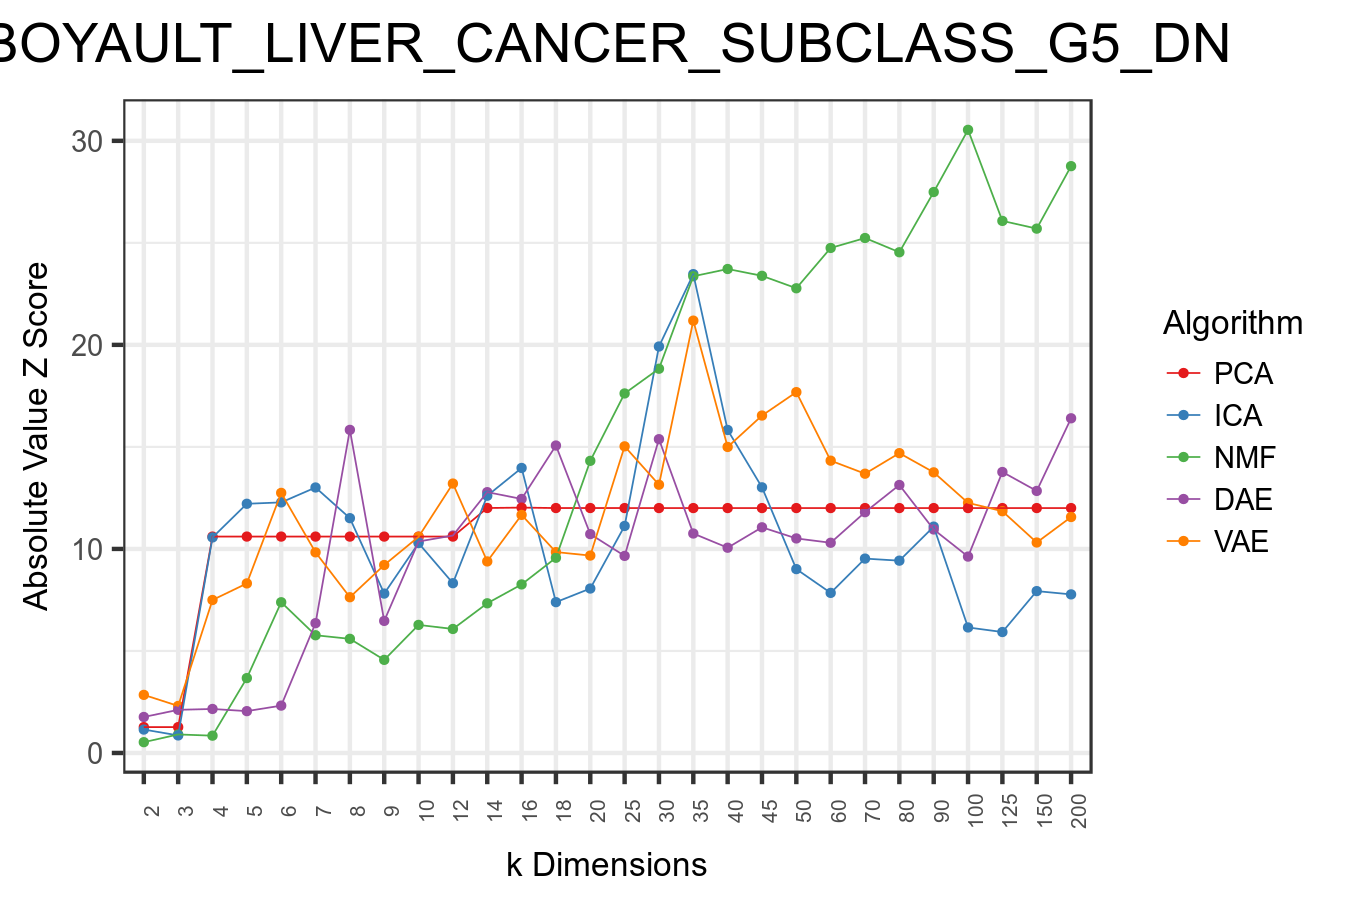 BOYAULT_LIVER_CANCER_SUBCLASS_G5_DN
30
20
10
0
Absolute Value Z Score
2 3 4 5 6 7 8 9 10 12 14 16 18 20 25 30 35 40 45 50 60 70 80 90 100 125 150 200
k Dimensions
Algorithm
PCA
ICA
NMF
DAE
VAE